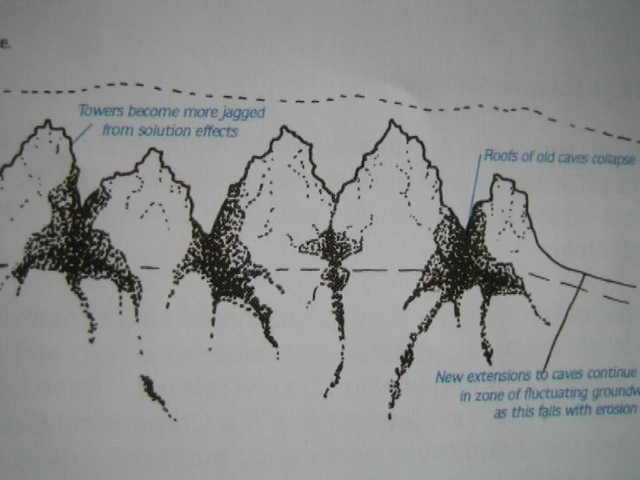 Towers become more jagged
from solution effects
Roofs of old caves collapse
New extensions to caves continue
in zone of fluctuating groundw
as this falls with erosion